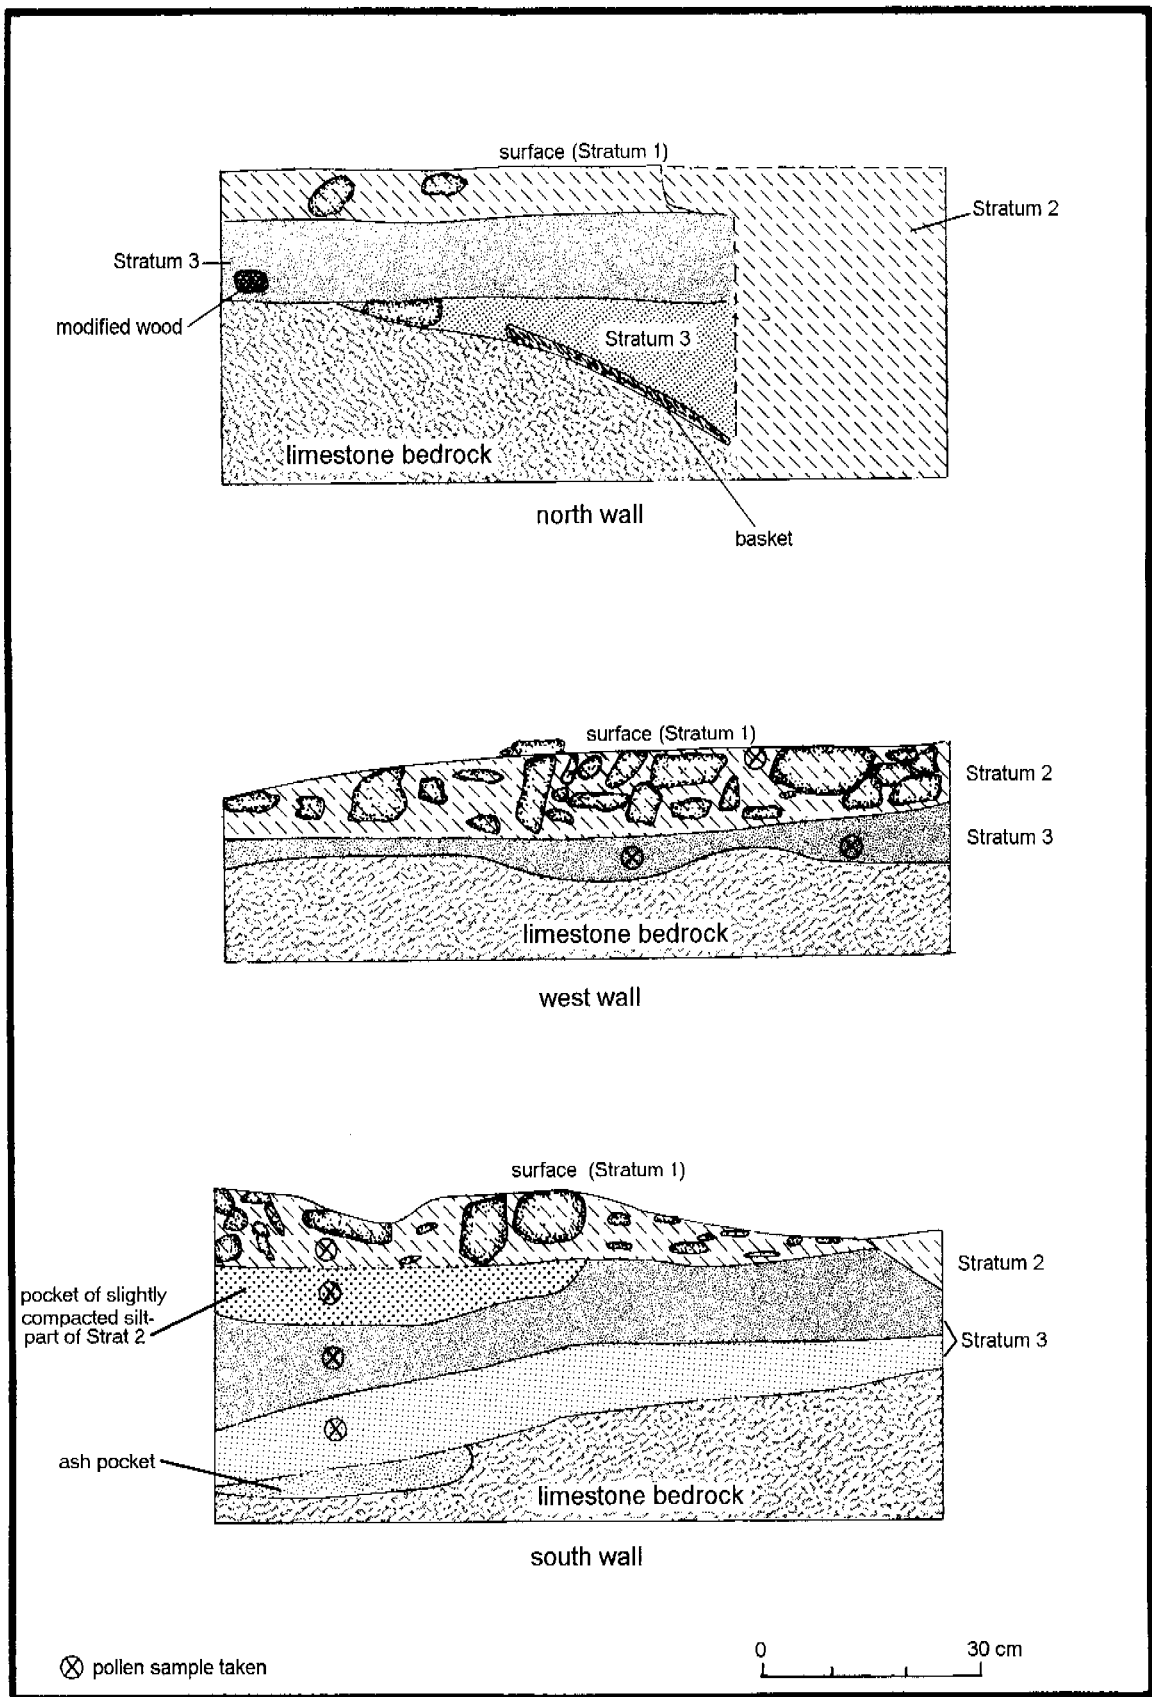 surface (Stratum 1)
Stratum 2
Stratum 3
modified wood
Stratum 3
limestone bedrock
north wall
basket
surface (Stratum 1)
Stratum 2
Stratum 3
limestone bedrock
west wall
surface (Stratum 1)
Stratum 2
pocket of slightly
compacted silt-
part of Strat 2
Stratum 3
ash pocket
limestone bedrock
south wall
0 30 cm
pollen sample taken